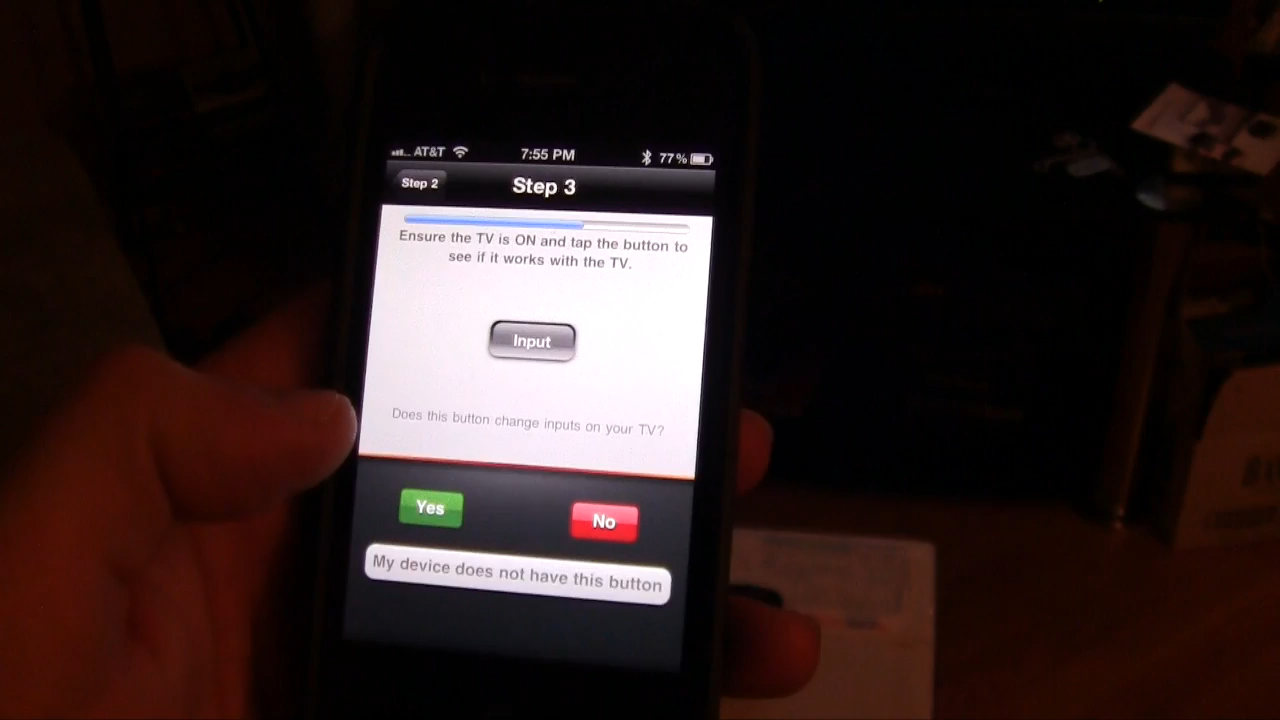 AT&T 7:55 PM 77%
Step 2 Step 3
Ensure the TV is ON and tap the button to
see if it works with the TV.
Input
Does this button change inputs on your TV?
Yes No
My device does not have this button